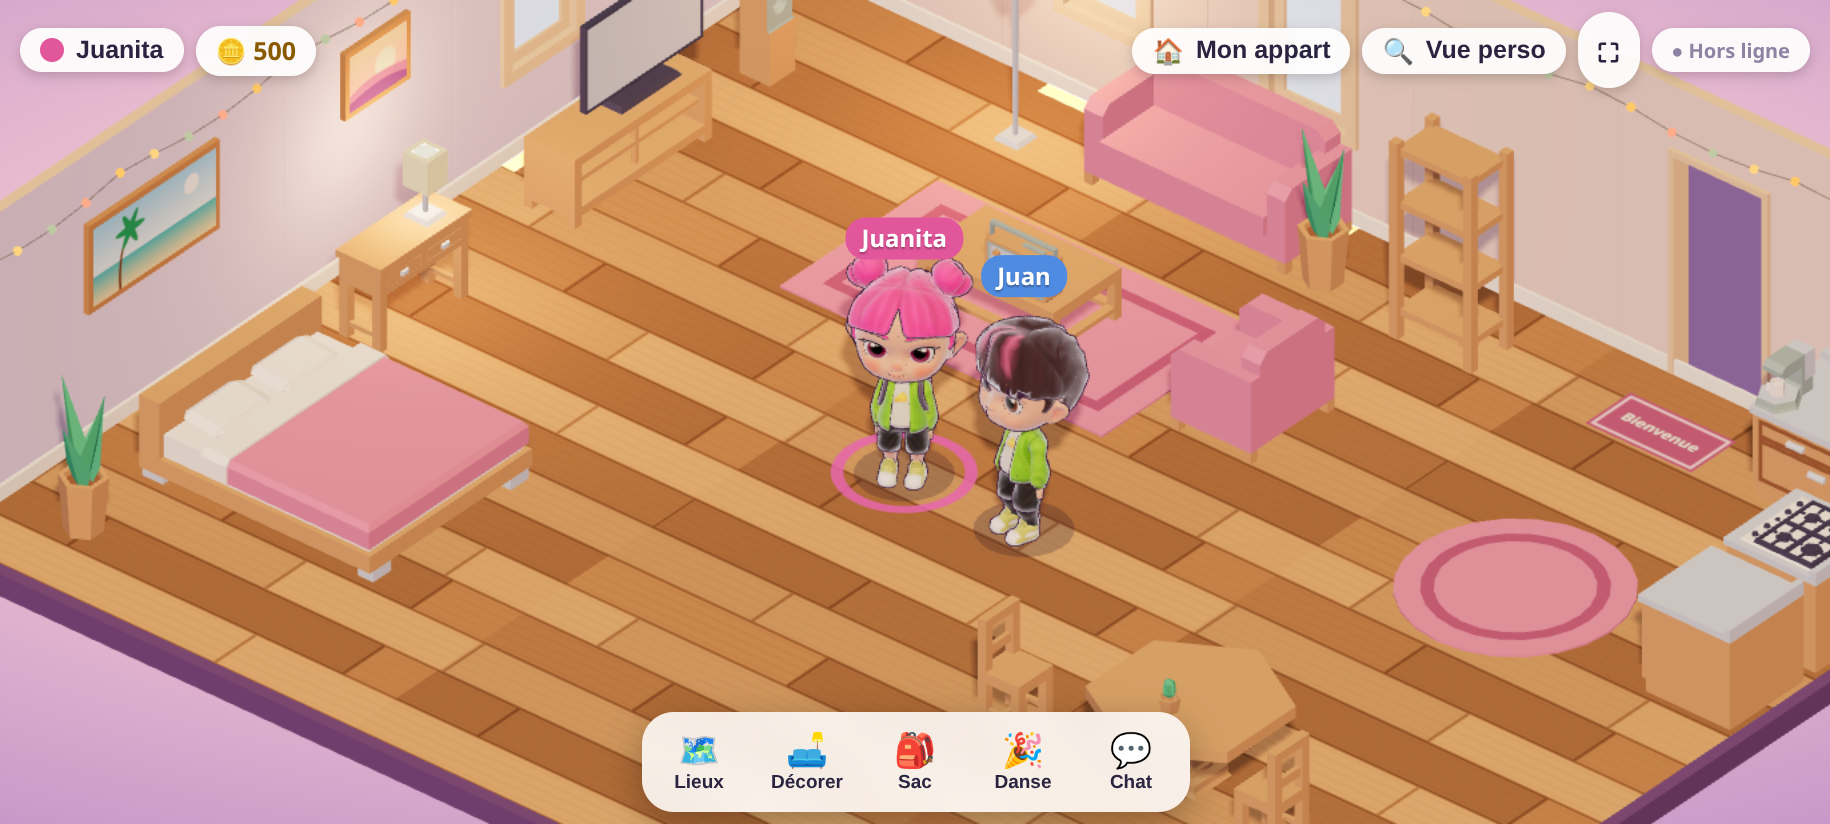 Juanita
500
Mon appart
Vue perso
Hors ligne
Juanita
Juan
Bienvenue
Lieux
Décorer
Sac
Danse
Chat